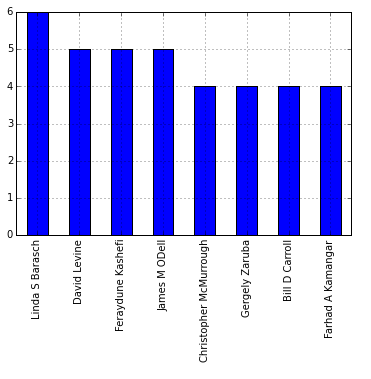 6
5
4
3
2
1
0
Linda S Barasch
David Levine
Feraydune Kashefi
James M ODell
Christopher McMurrough
Gergely Zaruba
Bill D Carroll
Farhad A Kamangar